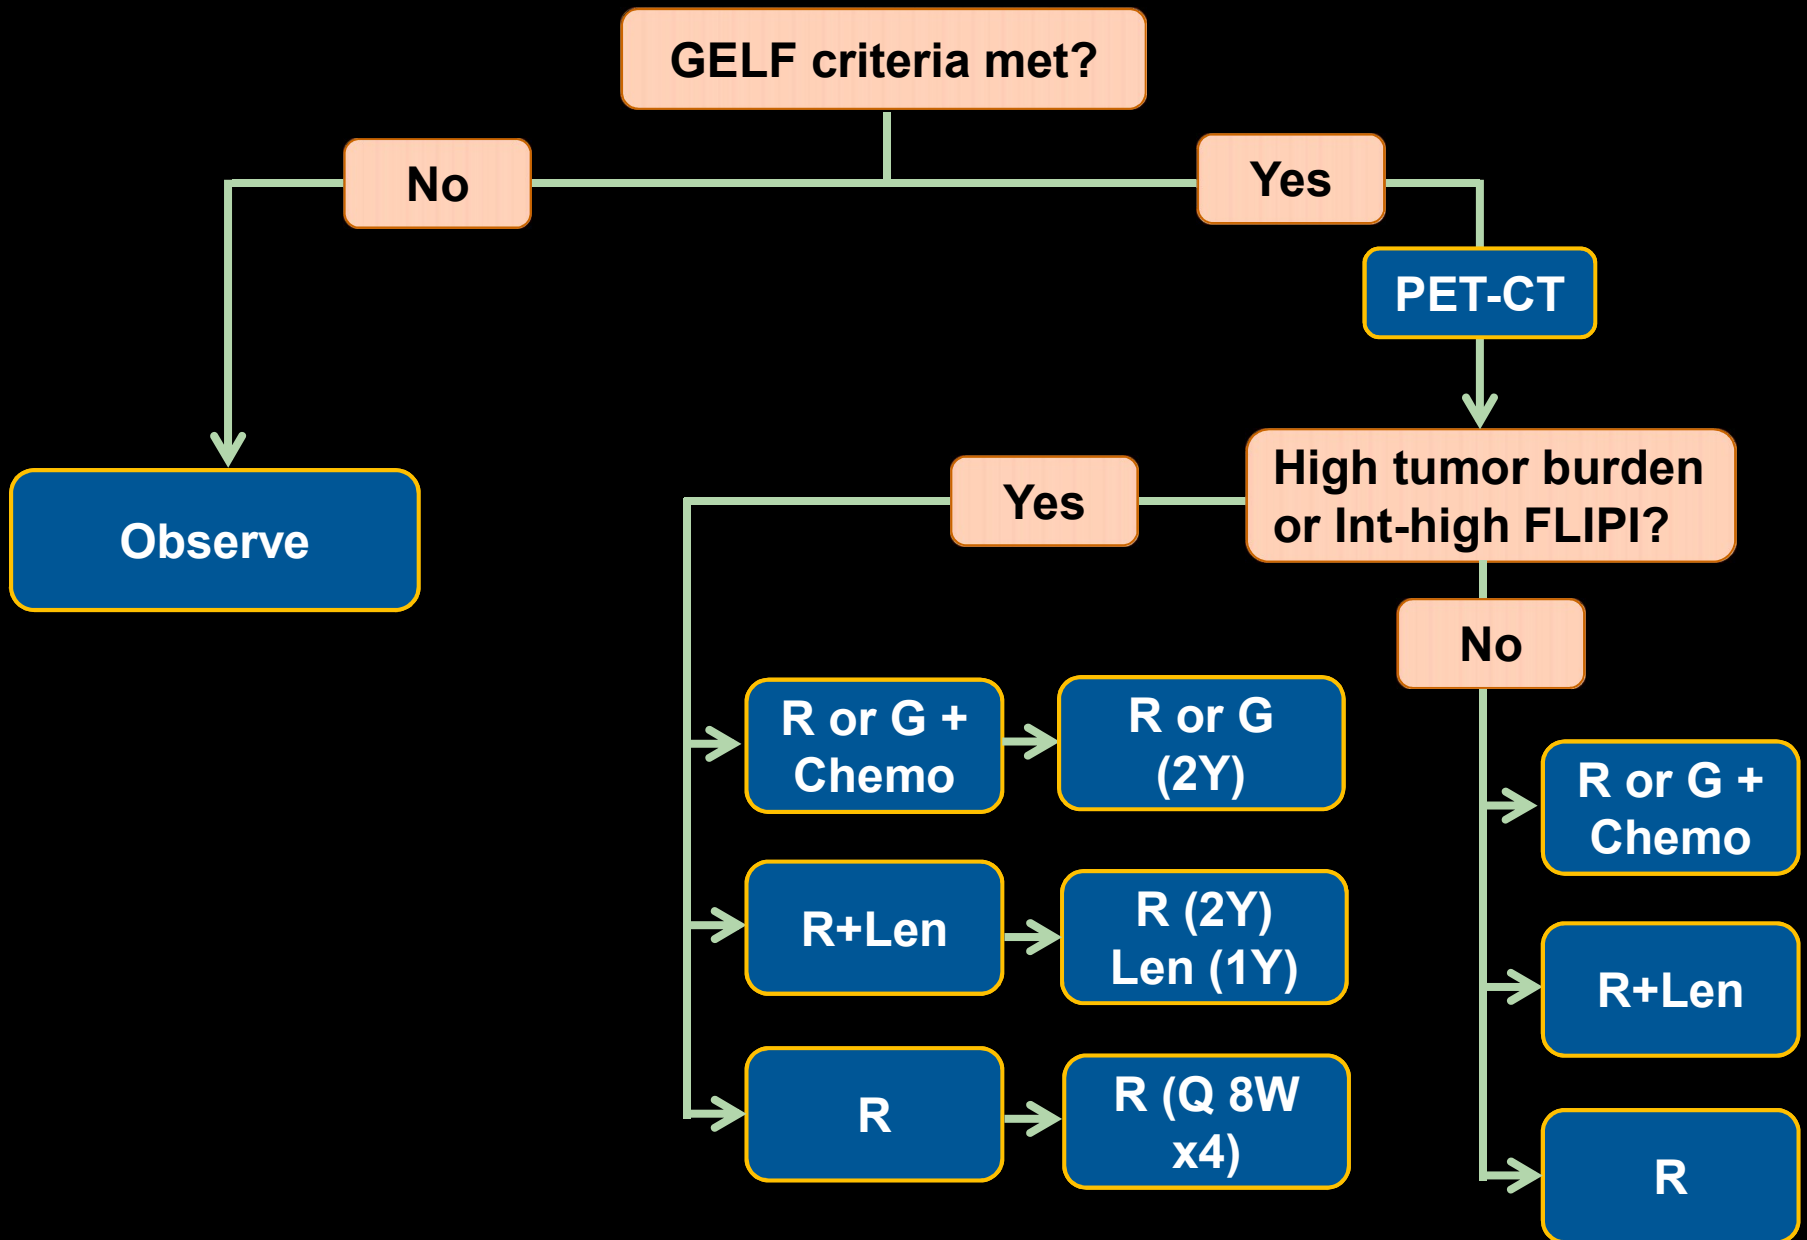 GELF criteria met?
No
Yes
PET-CT
High tumor burden
or Int-high FLIPI?
Yes
Observe
No
R or G +
Chemo
R or G
(2Y)
R or G +
Chemo
R+Len
R (2Y)
Len (1Y)
R+Len
R
R (Q 8W
x4)
R